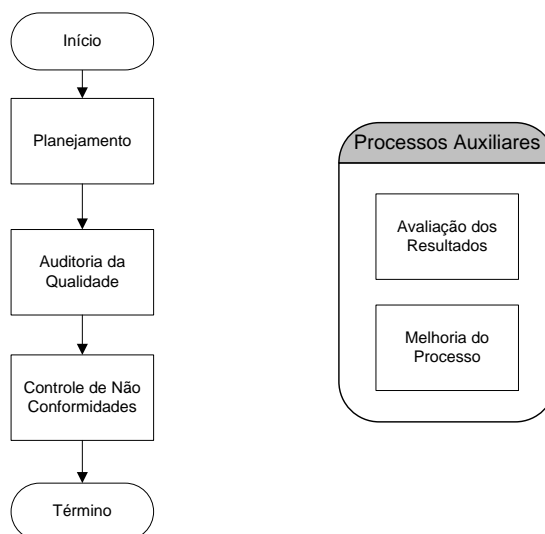 Início
Planejamento
Auditoria da
Qualidade
Controle de Não
Conformidades
Término
Processos Auxiliares
Avaliação dos
Resultados
Melhoria do
Processo